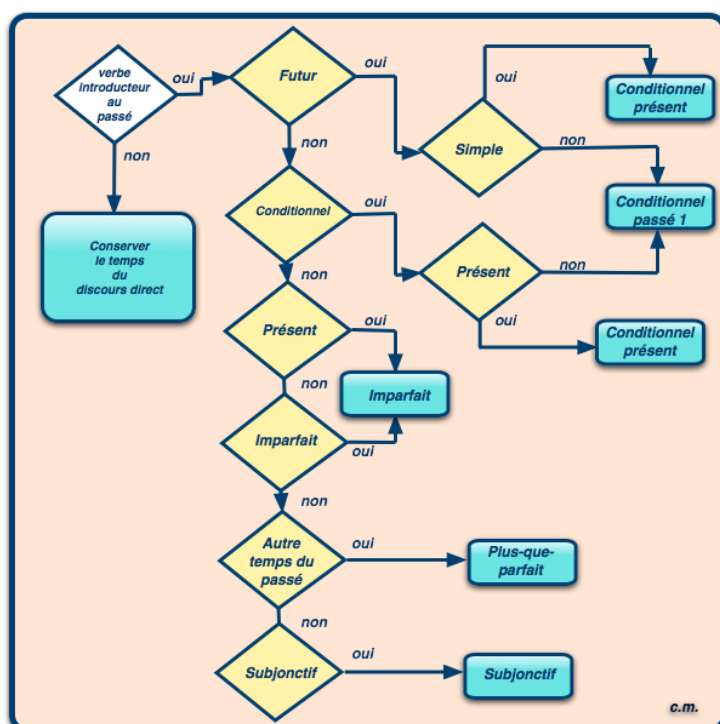 verbe
introducteur
au
passé
oui
non
Conserver
le temps
du
discours direct
Futur
oui
non
Simple
oui
non
Conditionnel
présent
Conditionnel
passé 1
Conditionnel
oui
non
Présent
non
oui
Conditionnel
présent
Présent
oui
non
Imparfait
Imparfait
oui
non
Autre
temps du
passé
oui
non
Plus-que-
parfait
Subjonctif
oui
Subjonctif
c.m.